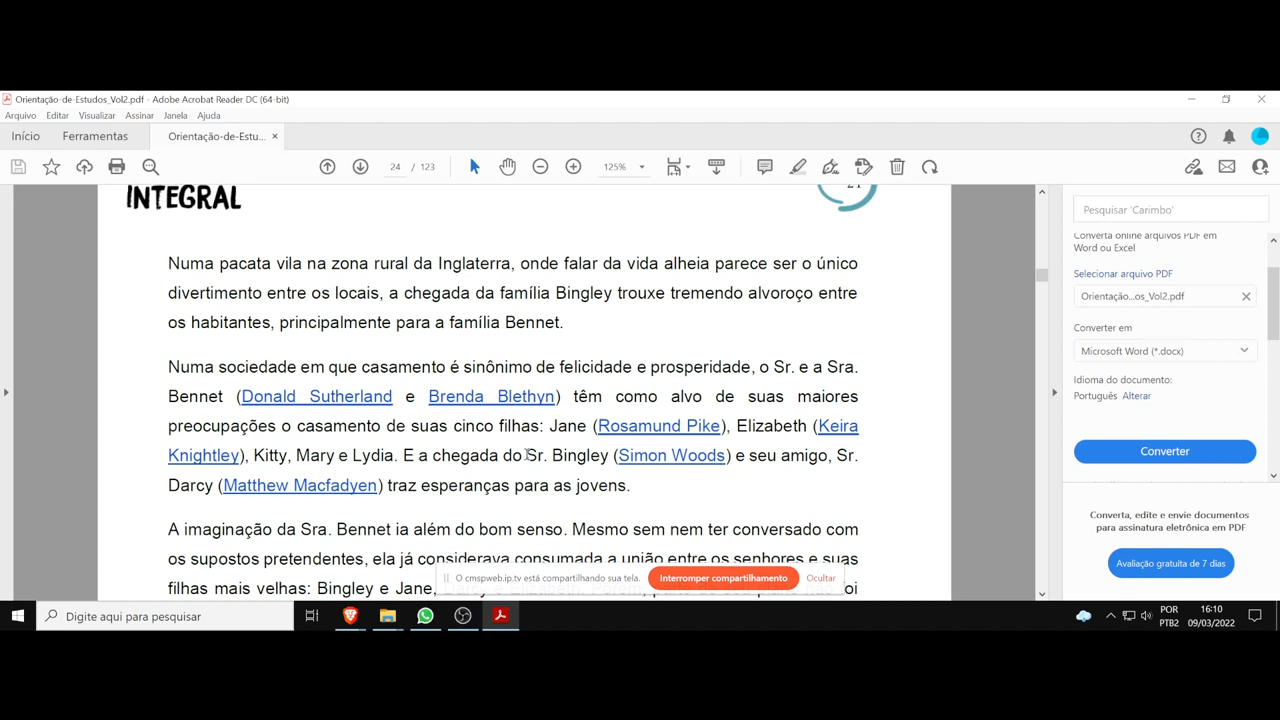 Orientação-de-Estudos_Vol2.pdf - Adobe Acrobat Reader DC (64-bit)
Arquivo Editar Visualizar Assinar Janela Ajuda
Início Ferramentas Orientação-de-Estu... ×
24 / 123 125%
INTEGRAL
Numa pacata vila na zona rural da Inglaterra, onde falar da vida alheia parece ser o único
divertimento entre os locais, a chegada da família Bingley trouxe tremendo alvoroço entre
os habitantes, principalmente para a família Bennet.
Numa sociedade em que casamento é sinônimo de felicidade e prosperidade, o Sr. e a Sra.
Bennet (Donald Sutherland e Brenda Blethyn) têm como alvo de suas maiores
preocupações o casamento de suas cinco filhas: Jane (Rosamund Pike), Elizabeth (Keira
Knightley), Kitty, Mary e Lydia. E a chegada do Sr. Bingley (Simon Woods) e seu amigo, Sr.
Darcy (Matthew Macfadyen) traz esperanças para as jovens.
A imaginação da Sra. Bennet ia além do bom senso. Mesmo sem nem ter conversado com
os supostos pretendentes, ela já considerava consumada a união entre os senhores e suas
filhas mais velhas: Bingley e Jane,
Pesquisar 'Carimbo'
Converta online arquivos PDF em
Word ou Excel
Selecionar arquivo PDF
Orientação...os_Vol2.pdf
Converter em
Microsoft Word (*.docx)
Idioma do documento:
Português Alterar
Converter
Converta, edite e envie documentos
para assinatura eletrônica em PDF
Avaliação gratuita de 7 dias
O cmspweb.ip.tv está compartilhando sua tela. Interromper compartilhamento Ocultar
Digite aqui para pesquisar
POR
PTB2
16:10
09/03/2022